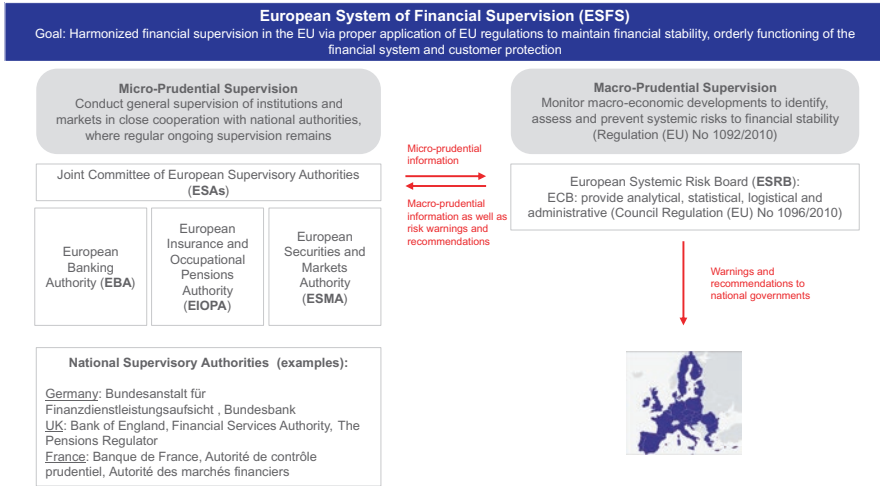 European System of Financial Supervision (ESFS)
Goal: Harmonized financial supervision in the EU via proper application of EU regulations to maintain financial stability, orderly functioning of the
financial system and customer protection
Micro-Prudential Supervision
Conduct general supervision of institutions and
markets in close cooperation with national authorities,
where regular ongoing supervision remains
Joint Committee of European Supervisory Authorities
(ESAs)
European
Banking
Authority (EBA)
European
Insurance and
Occupational
Pensions
Authority
(EIOPA)
European
Securities and
Markets
Authority
(ESMA)
National Supervisory Authorities (examples):
Germany: Bundesanstalt für
Finanzdienstleistungsaufsicht , Bundesbank
UK: Bank of England, Financial Services Authority, The
Pensions Regulator
France: Banque de France, Autorité de contrôle
prudentiel, Autorité des marchés financiers
Micro-prudential
information
Macro-prudential
information as well as
risk warnings and
recommendations
Macro-Prudential Supervision
Monitor macro-economic developments to identify,
assess and prevent systemic risks to financial stability
(Regulation (EU) No 1092/2010)
European Systemic Risk Board (ESRB):
ECB: provide analytical, statistical, logistical and
administrative (Council Regulation (EU) No 1096/2010)
Warnings and
recommendations to
national governments